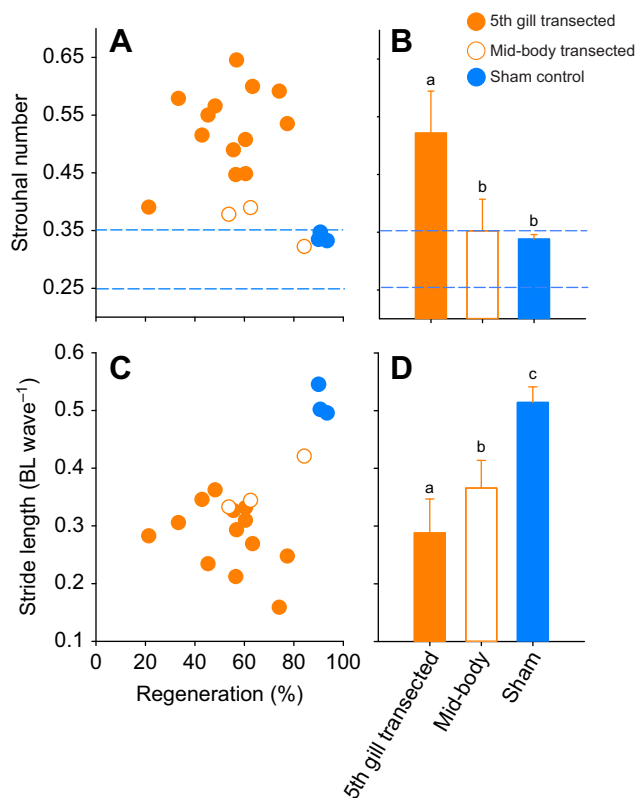 5th gill transected
Mid-body transected
Sham control
A
B
Strouhal number
0.65
0.55
0.45
0.35
0.25
a
b
b
C
D
Stride length (BL wave⁻¹)
0.6
0.5
0.4
0.3
0.2
0.1
a
b
c
0 20 40 60 80 100
Regeneration (%)
5th gill transected
Mid-body
Sham